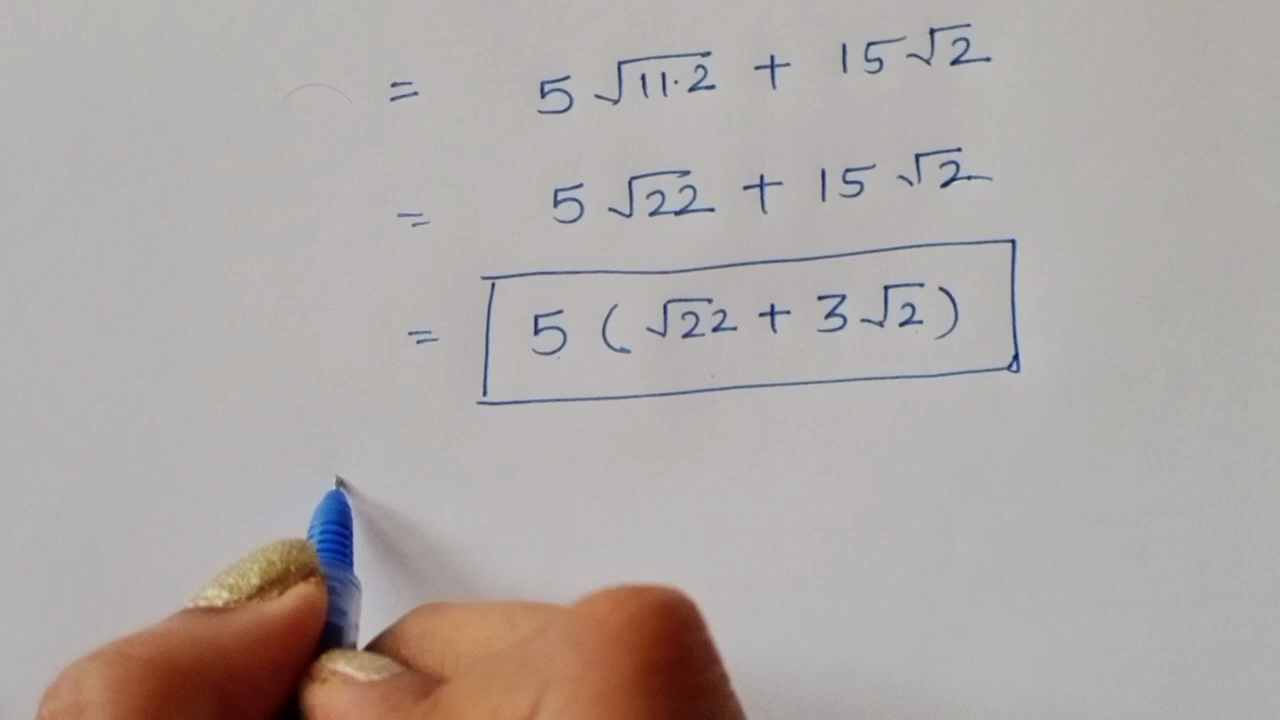 = 5 √11·2 + 15 √2
= 5 √22 + 15 √2
= 5 ( √22 + 3 √2 )